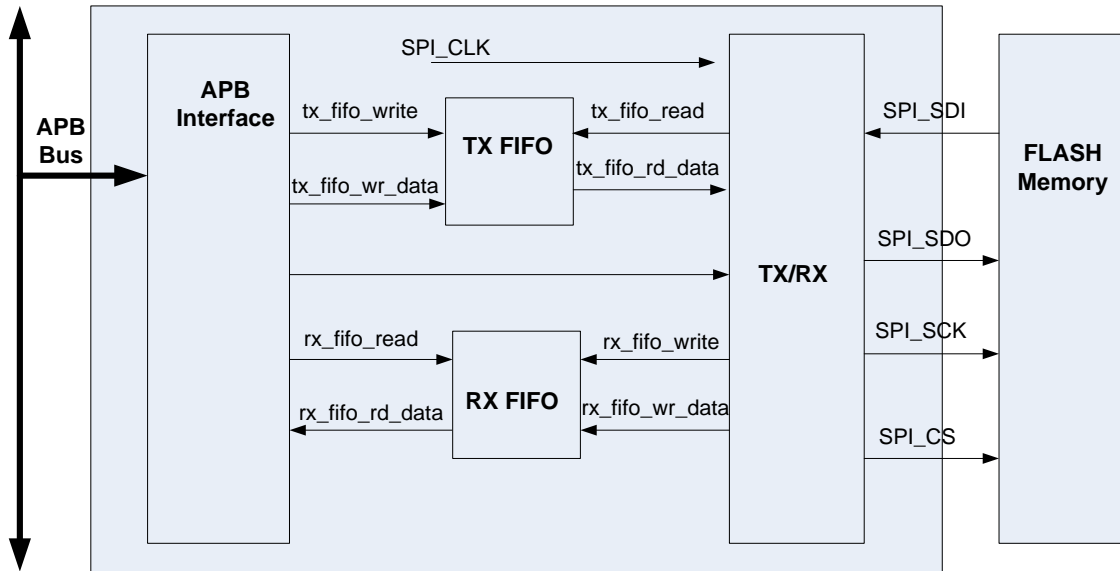 SPI_CLK
APB
Interface
APB
Bus
tx_fifo_write
tx_fifo_wr_data
TX FIFO
tx_fifo_read
tx_fifo_rd_data
rx_fifo_read
rx_fifo_rd_data
RX FIFO
rx_fifo_write
rx_fifo_wr_data
TX/RX
SPI_SDI
SPI_SDO
SPI_SCK
SPI_CS
FLASH
Memory